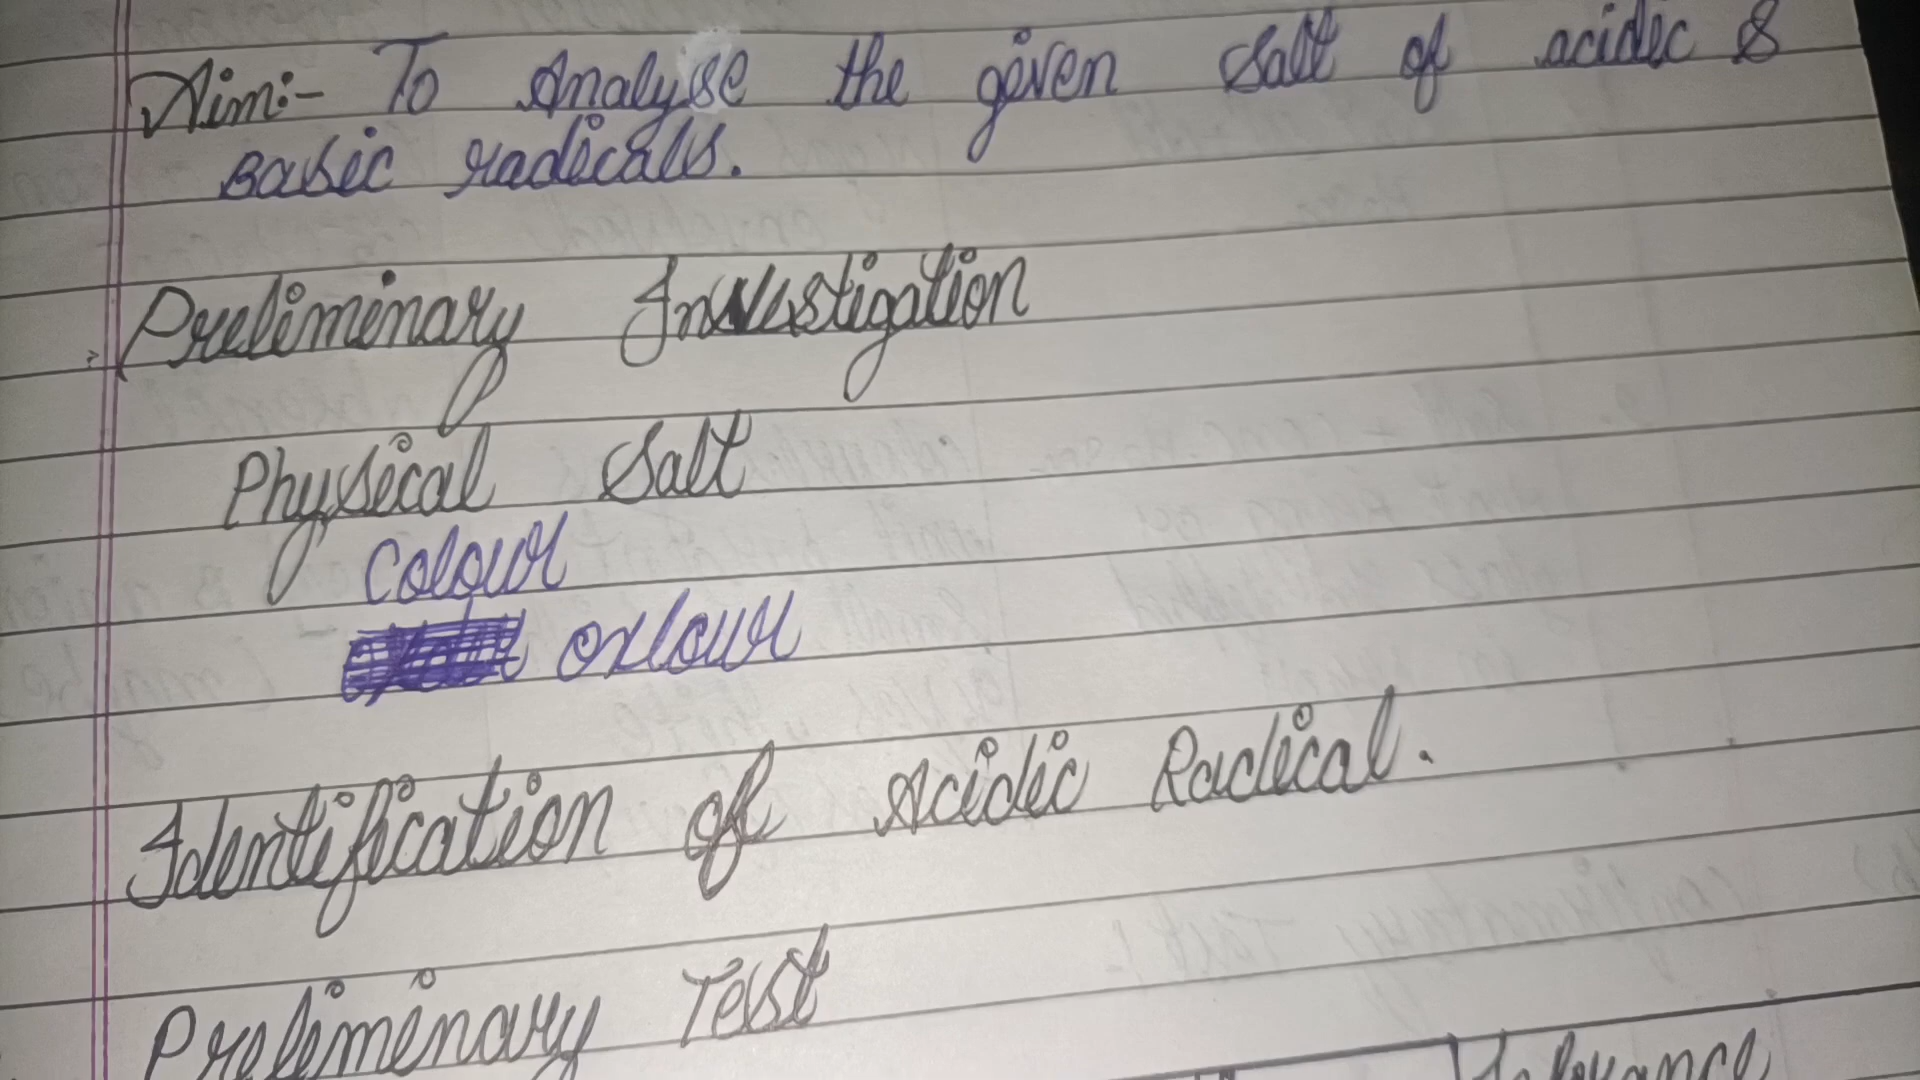 Aim:- To Analyse the given salt of acidic &
Basic radicals.
Preliminary Investigation
Physical Salt
Colour
oxlour
Identification of Acidic Radical.
Preliminary Test